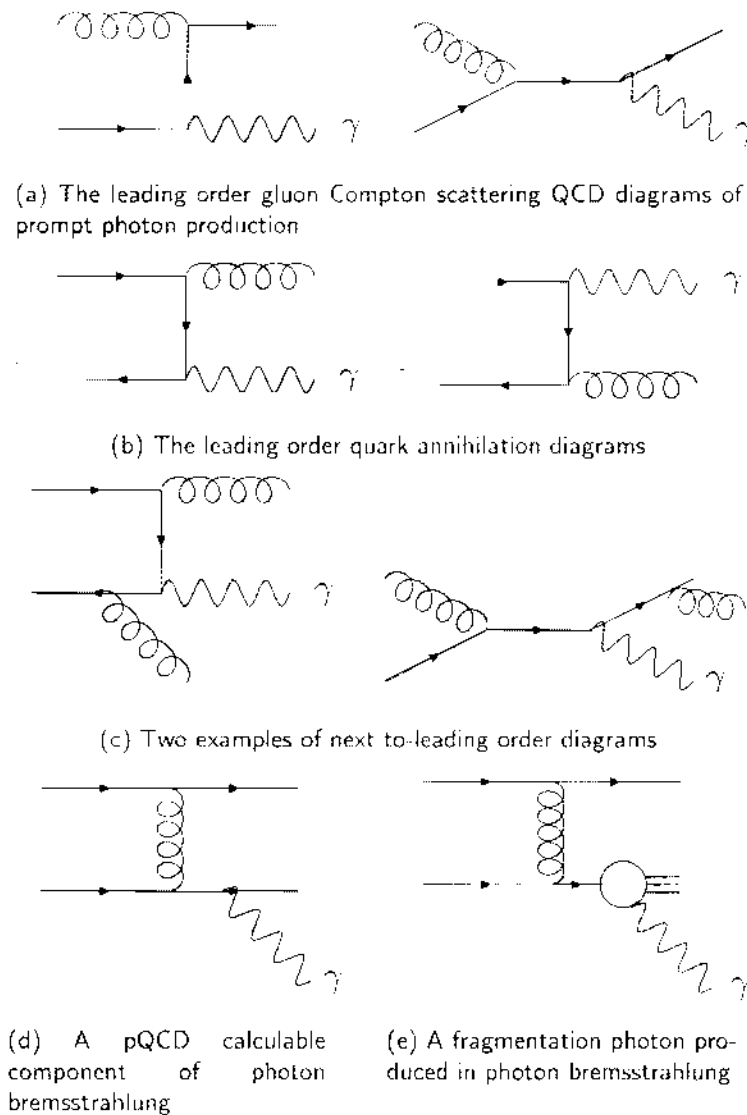 γ
γ
(a) The leading order gluon Compton scattering QCD diagrams of
prompt photon production
γ
γ
(b) The leading order quark annihilation diagrams
γ
γ
(c) Two examples of next to-leading order diagrams
γ
γ
(d) A pQCD calculable
component of photon
bremsstrahlung
(e) A fragmentation photon pro-
duced in photon bremsstrahlung